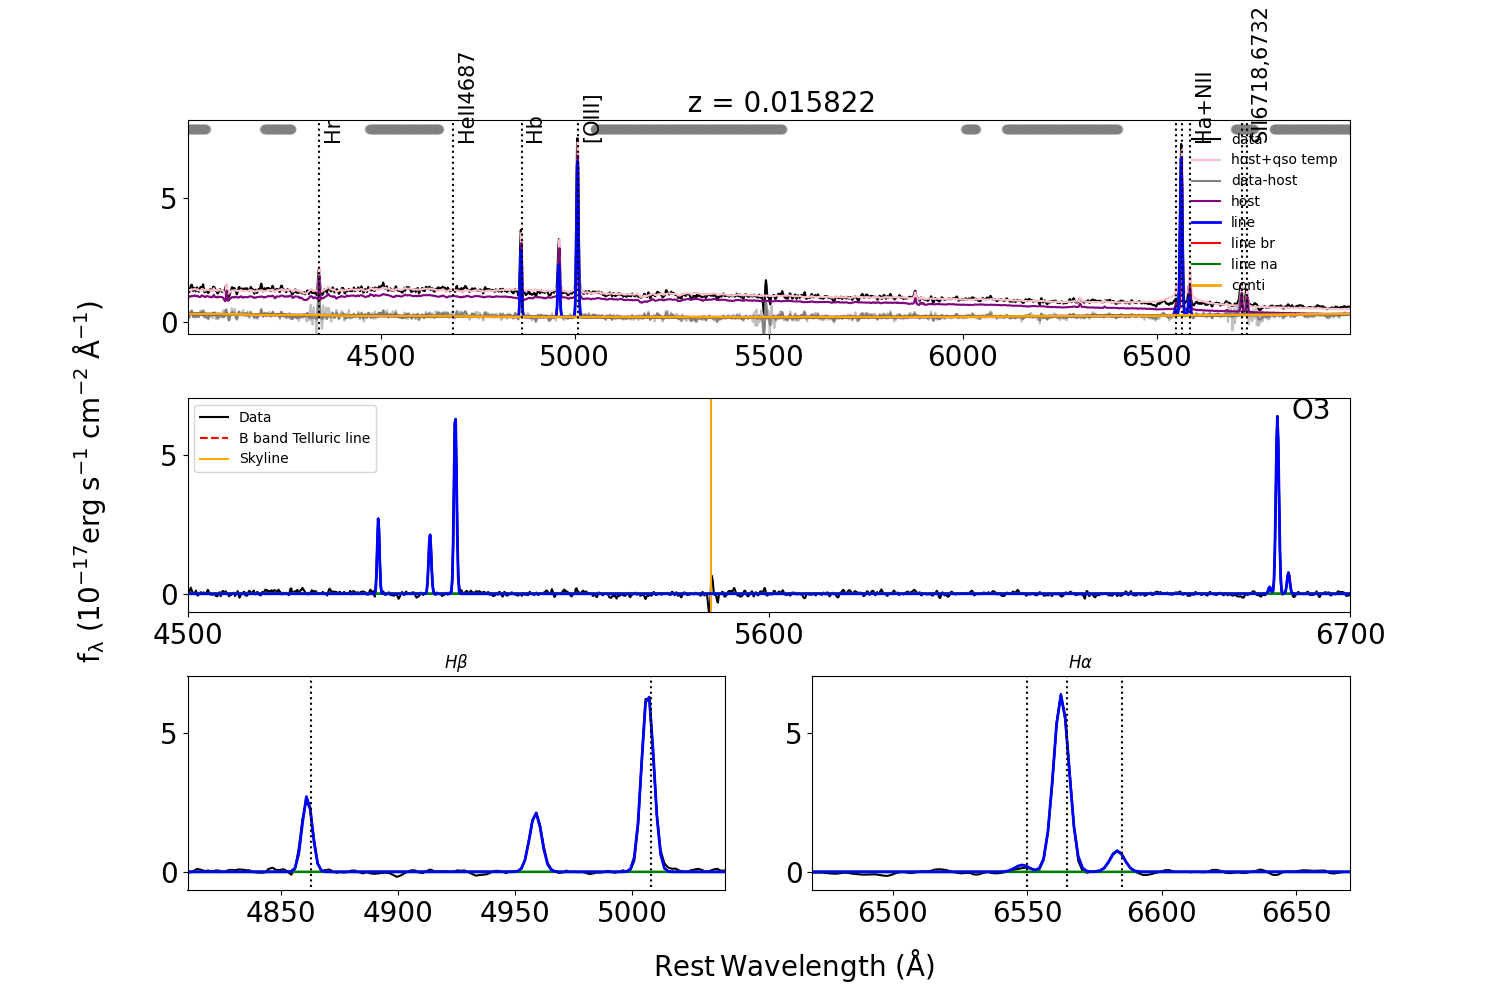 z = 0.015822
Hr
HeII4687
Hb
[OIII]
Ha+NII
SII6718,6732
data
host+qso temp
data-host
host
line
line br
line na
conti
5
0
4500
5000
5500
6000
6500
Data
B band Telluric line
Skyline
O3
5
0
4500
5600
6700
fλ (10⁻¹⁷erg s⁻¹ cm⁻² Å⁻¹)
Hβ
5
0
4850
4900
4950
5000
Hα
5
0
6500
6550
6600
6650
Rest Wavelength (Å)